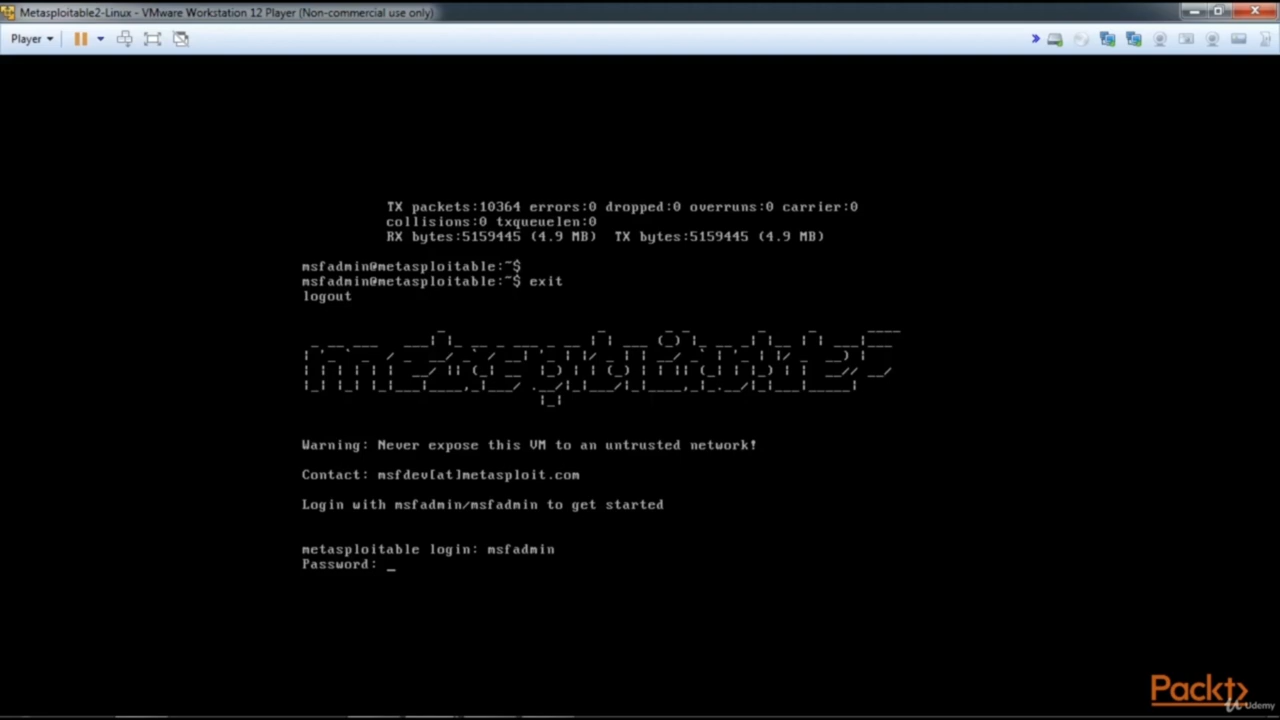 Metasploitable2-Linux - VMware Workstation 12 Player (Non-commercial use only)
Player
TX packets:10364 errors:0 dropped:0 overruns:0 carrier:0
collisions:0 txqueuelen:0
RX bytes:5159445 (4.9 MB)  TX bytes:5159445 (4.9 MB)
msfadmin@metasploitable:~$
msfadmin@metasploitable:~$ exit
logout
metasploitable2
Warning: Never expose this VM to an untrusted network!
Contact: msfdev[at]metasploit.com
Login with msfadmin/msfadmin to get started
metasploitable login: msfadmin
Password: _
Packt>
Udemy